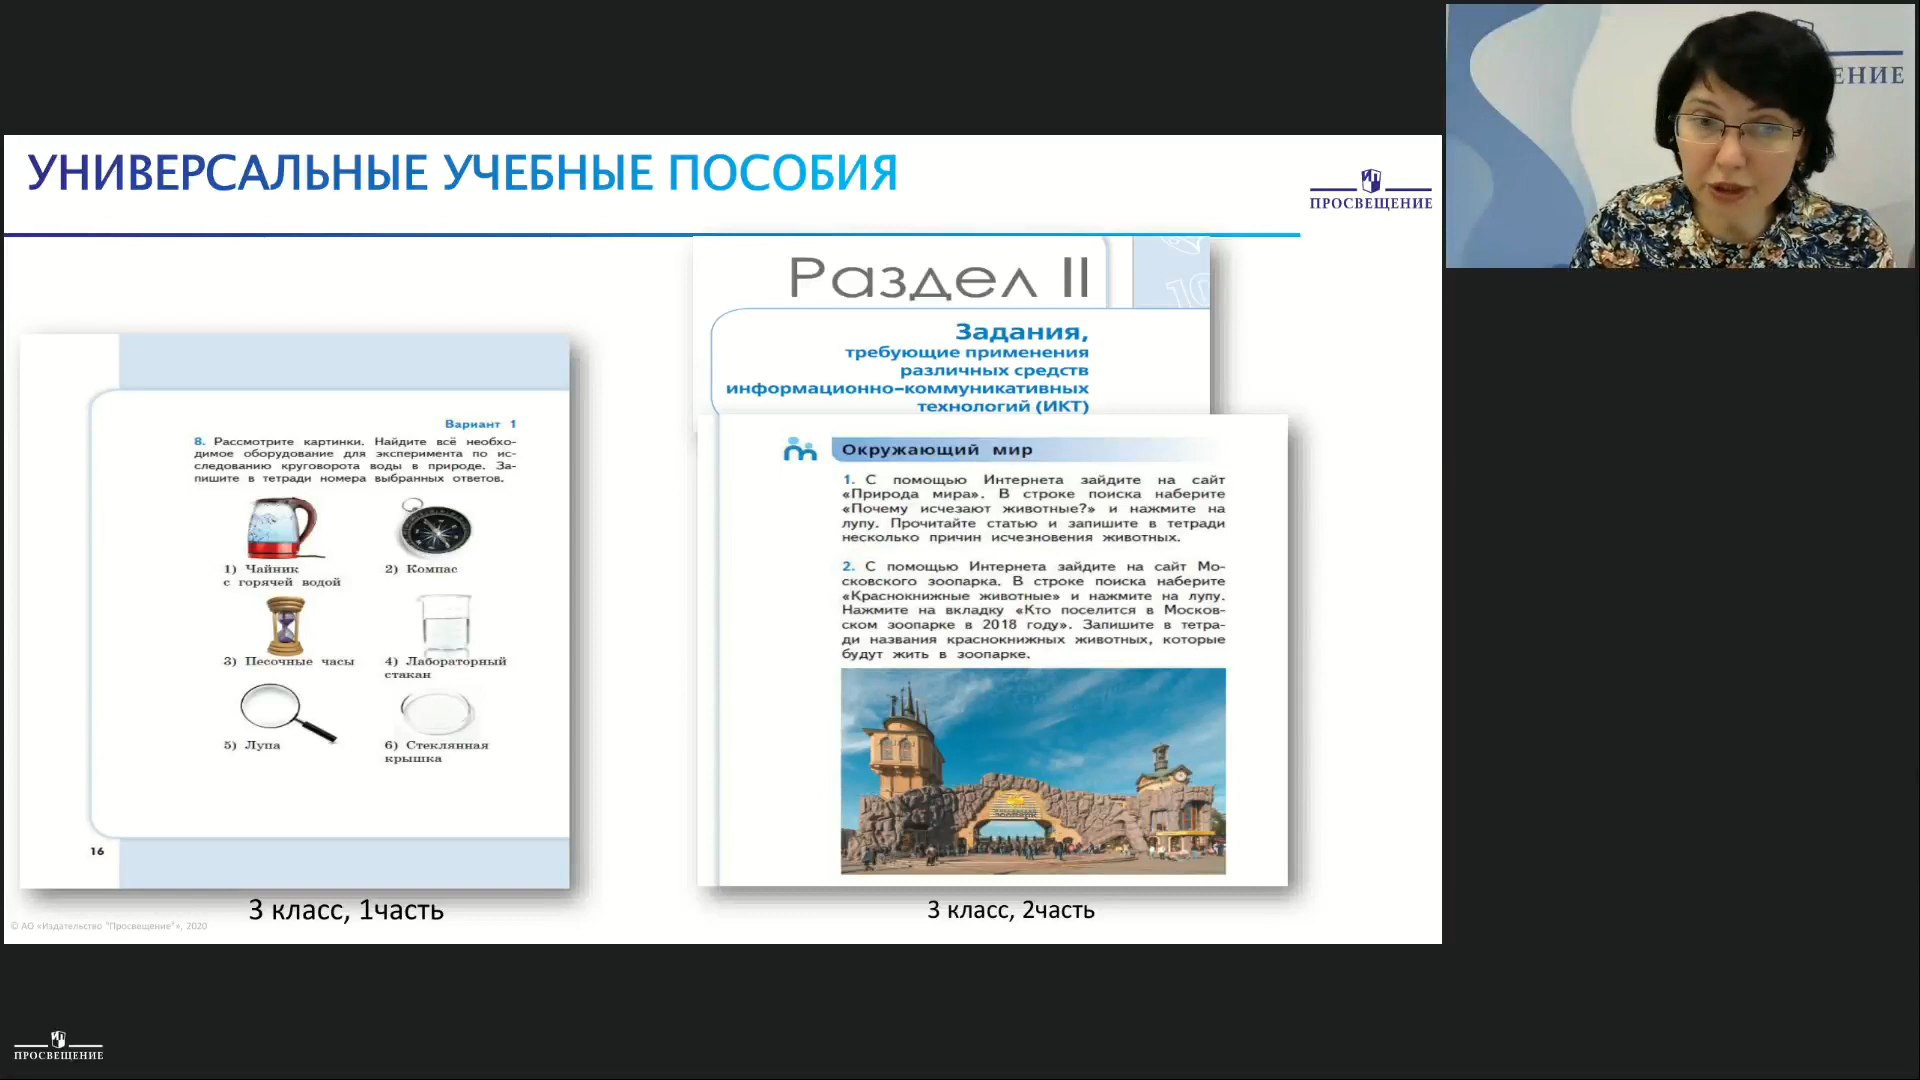 УНИВЕРСАЛЬНЫЕ УЧЕБНЫЕ ПОСОБИЯ
ПРОСВЕЩЕНИЕ
ЕНИЕ
Вариант 1
8. Рассмотрите картинки. Найдите всё необхо-
димое оборудование для эксперимента по ис-
следованию круговорота воды в природе. За-
пишите в тетради номера выбранных ответов.
1) Чайник
с горячей водой
2) Компас
3) Песочные часы
4) Лабораторный
стакан
5) Лупа
6) Стеклянная
крышка
16
3 класс, 1часть
Раздел II
Задания,
требующие применения
различных средств
информационно-коммуникативных
технологий (ИКТ)
Окружающий мир
1. С помощью Интернета зайдите на сайт
«Природа мира». В строке поиска наберите
«Почему исчезают животные?» и нажмите на
лупу. Прочитайте статью и запишите в тетради
несколько причин исчезновения животных.
2. С помощью Интернета зайдите на сайт Мо-
сковского зоопарка. В строке поиска наберите
«Краснокнижные животные» и нажмите на лупу.
Нажмите на вкладку «Кто поселится в Москов-
ском зоопарке в 2018 году». Запишите в тетра-
ди названия краснокнижных животных, которые
будут жить в зоопарке.
3 класс, 2часть
© АО «Издательство "Просвещение"», 2020
ПРОСВЕЩЕНИЕ